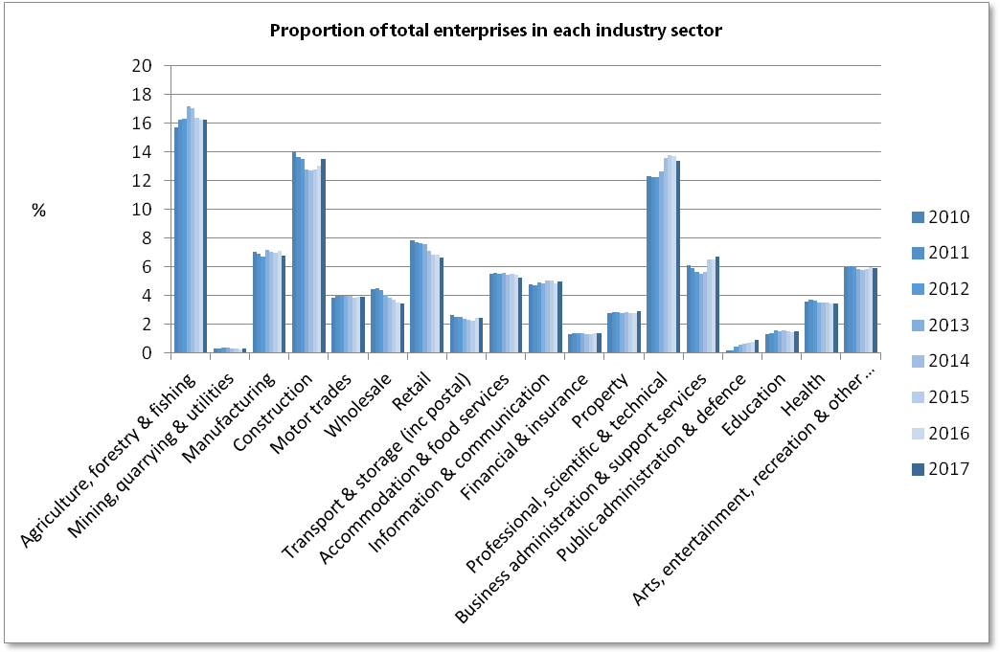 Proportion of total enterprises in each industry sector
20
18
16
14
12
10
8
6
4
2
0
%
Agriculture, forestry & fishing
Mining, quarrying & utilities
Manufacturing
Construction
Motor trades
Wholesale
Retail
Transport & storage (inc postal)
Accommodation & food services
Information & communication
Financial & insurance
Property
Professional, scientific & technical
Business administration & support services
Public administration & defence
Education
Health
Arts, entertainment, recreation & other...
2010
2011
2012
2013
2014
2015
2016
2017